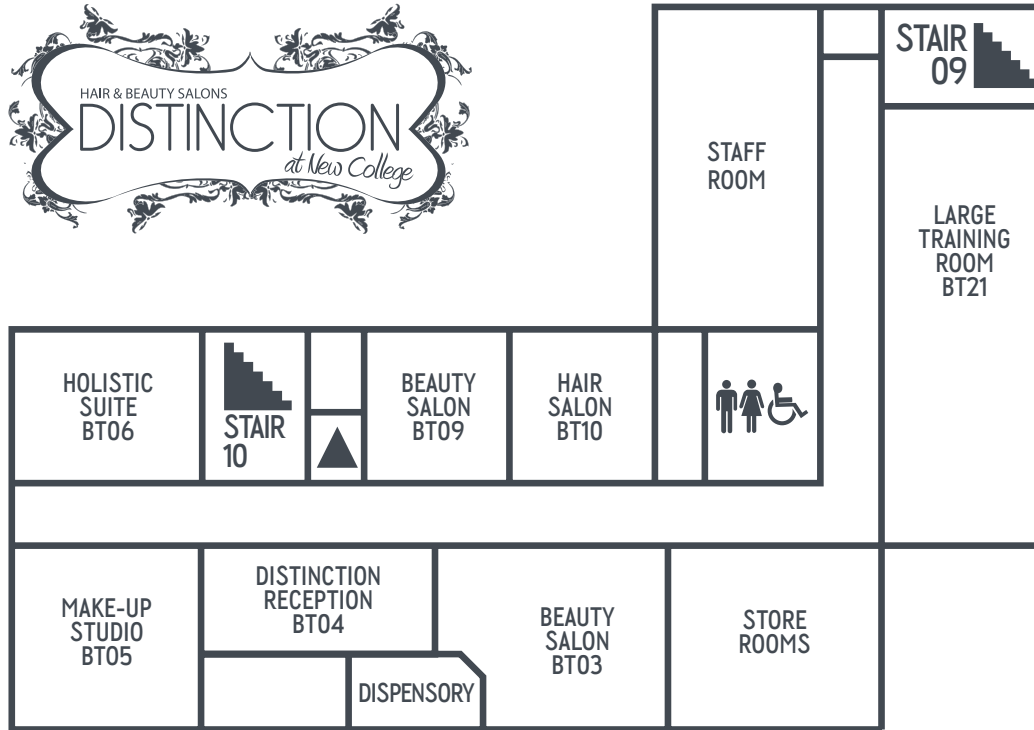 HAIR & BEAUTY SALONS
DISTINCTION
at New College
STAIR
09
STAFF
ROOM
LARGE
TRAINING
ROOM
BT21
HOLISTIC
SUITE
BT06
STAIR
10
BEAUTY
SALON
BT09
HAIR
SALON
BT10
MAKE-UP
STUDIO
BT05
DISTINCTION
RECEPTION
BT04
BEAUTY
SALON
BT03
STORE
ROOMS
DISPENSORY